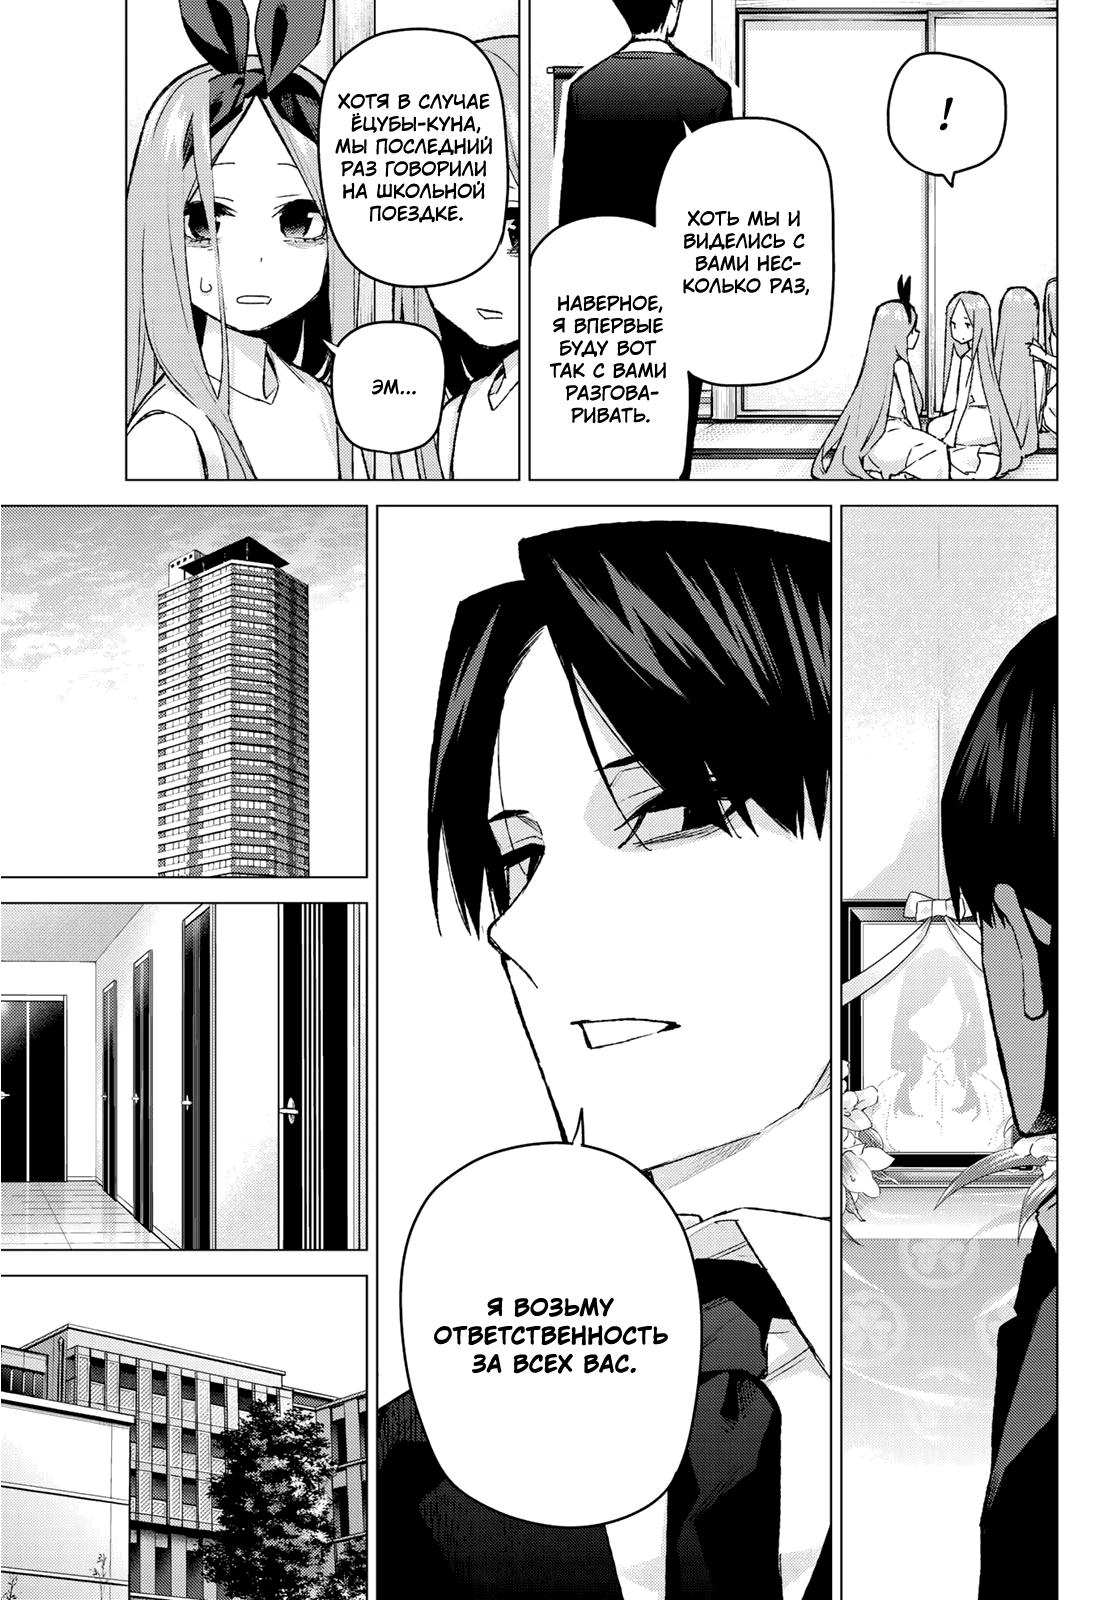 !
ХОТЬ МЫ И
ВИДЕЛИСЬ С
ВАМИ НЕС-
КОЛЬКО РАЗ,
НАВЕРНОЕ,
Я ВПЕРВЫЕ
БУДУ ВОТ
ТАК С ВАМИ
РАЗГОВА-
РИВАТЬ.
ХОТЯ В СЛУЧАЕ
ЁЦУБЫ-КУНА,
МЫ ПОСЛЕДНИЙ
РАЗ ГОВОРИЛИ
НА ШКОЛЬНОЙ
ПОЕЗДКЕ.
ЭМ...
Я ВОЗЬМУ
ОТВЕТСТВЕННОСТЬ
ЗА ВСЕХ ВАС.